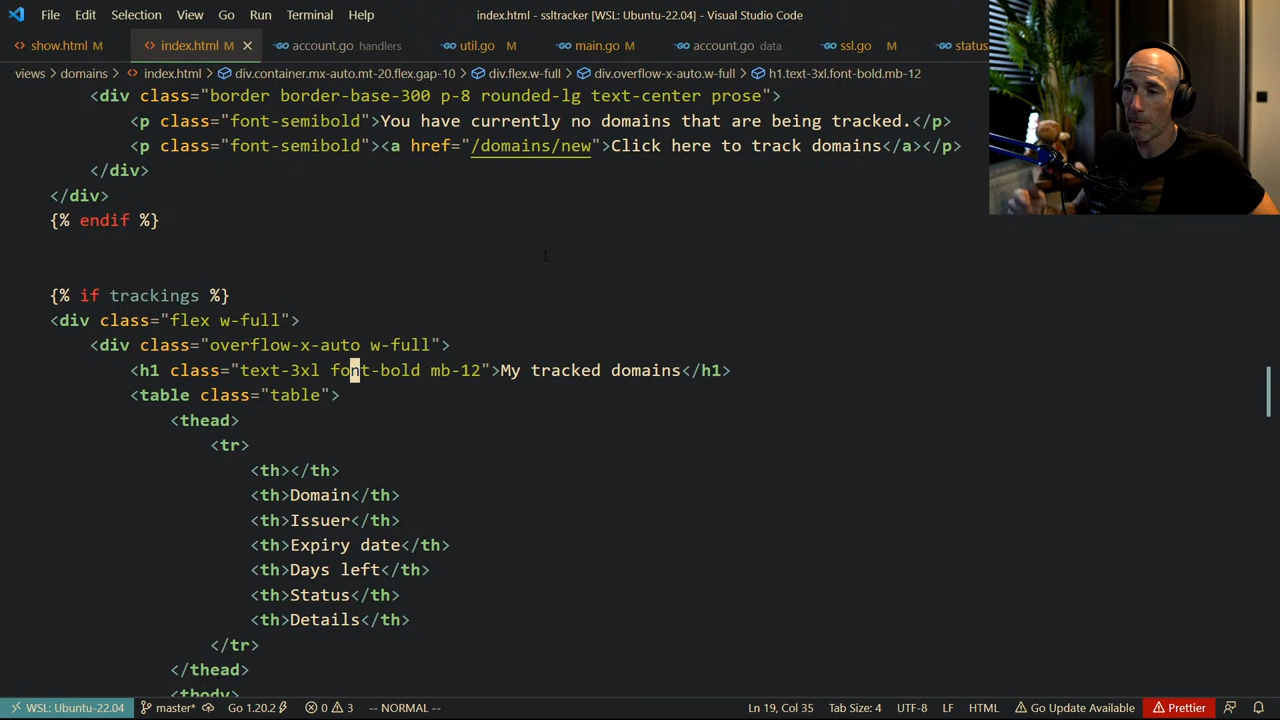 File Edit Selection View Go Run Terminal Help
index.html - ssltracker [WSL: Ubuntu-22.04] - Visual Studio Code
show.html M index.html M account.go handlers util.go M main.go M account.go data ssl.go M status
views domains index.html div.container.mx-auto.mt-20.flex.gap-10 div.flex.w-full div.overflow-x-auto.w-full h1.text-3xl.font-bold.mb-12
<div class="border border-base-300 p-8 rounded-lg text-center prose">
<p class="font-semibold">You have currently no domains that are being tracked.</p>
<p class="font-semibold"><a href="/domains/new">Click here to track domains</a></p>
</div>
</div>
{% endif %}
{% if trackings %}
<div class="flex w-full">
<div class="overflow-x-auto w-full">
<h1 class="text-3xl font-bold mb-12">My tracked domains</h1>
<table class="table">
<thead>
<tr>
<th></th>
<th>Domain</th>
<th>Issuer</th>
<th>Expiry date</th>
<th>Days left</th>
<th>Status</th>
<th>Details</th>
</tr>
</thead>
<tbody>
WSL: Ubuntu-22.04 master* Go 1.20.2 0 3 -- NORMAL -- Ln 19, Col 35 Tab Size: 4 UTF-8 LF HTML Go Update Available Prettier